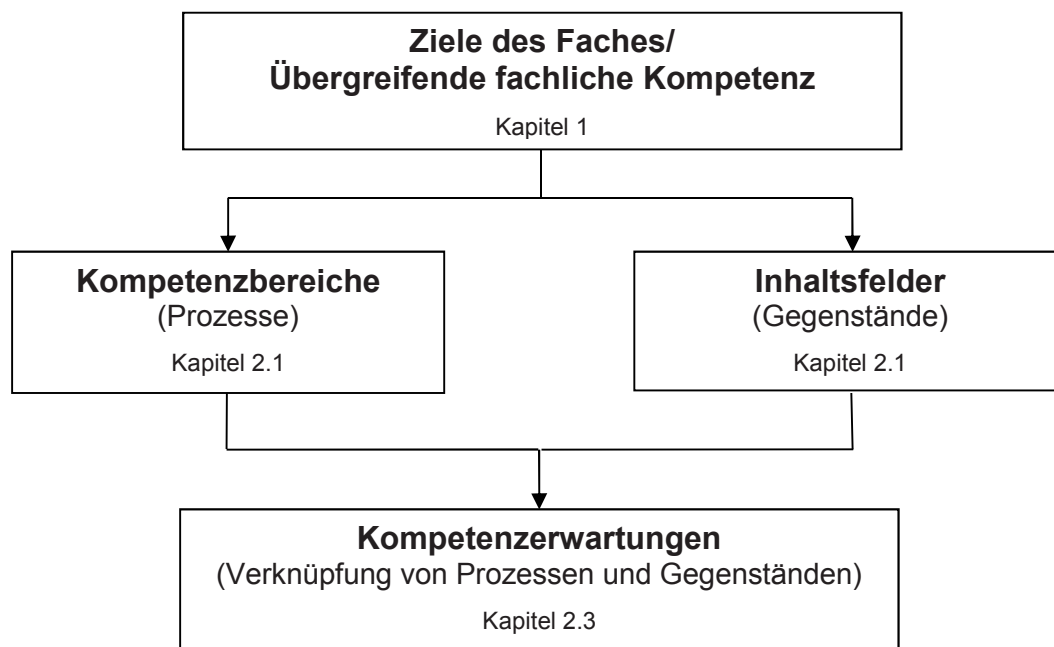 Ziele des Faches/
Übergreifende fachliche Kompetenz
Kapitel 1
Kompetenzbereiche
(Prozesse)
Kapitel 2.1
Inhaltsfelder
(Gegenstände)
Kapitel 2.1
Kompetenzerwartungen
(Verknüpfung von Prozessen und Gegenständen)
Kapitel 2.3